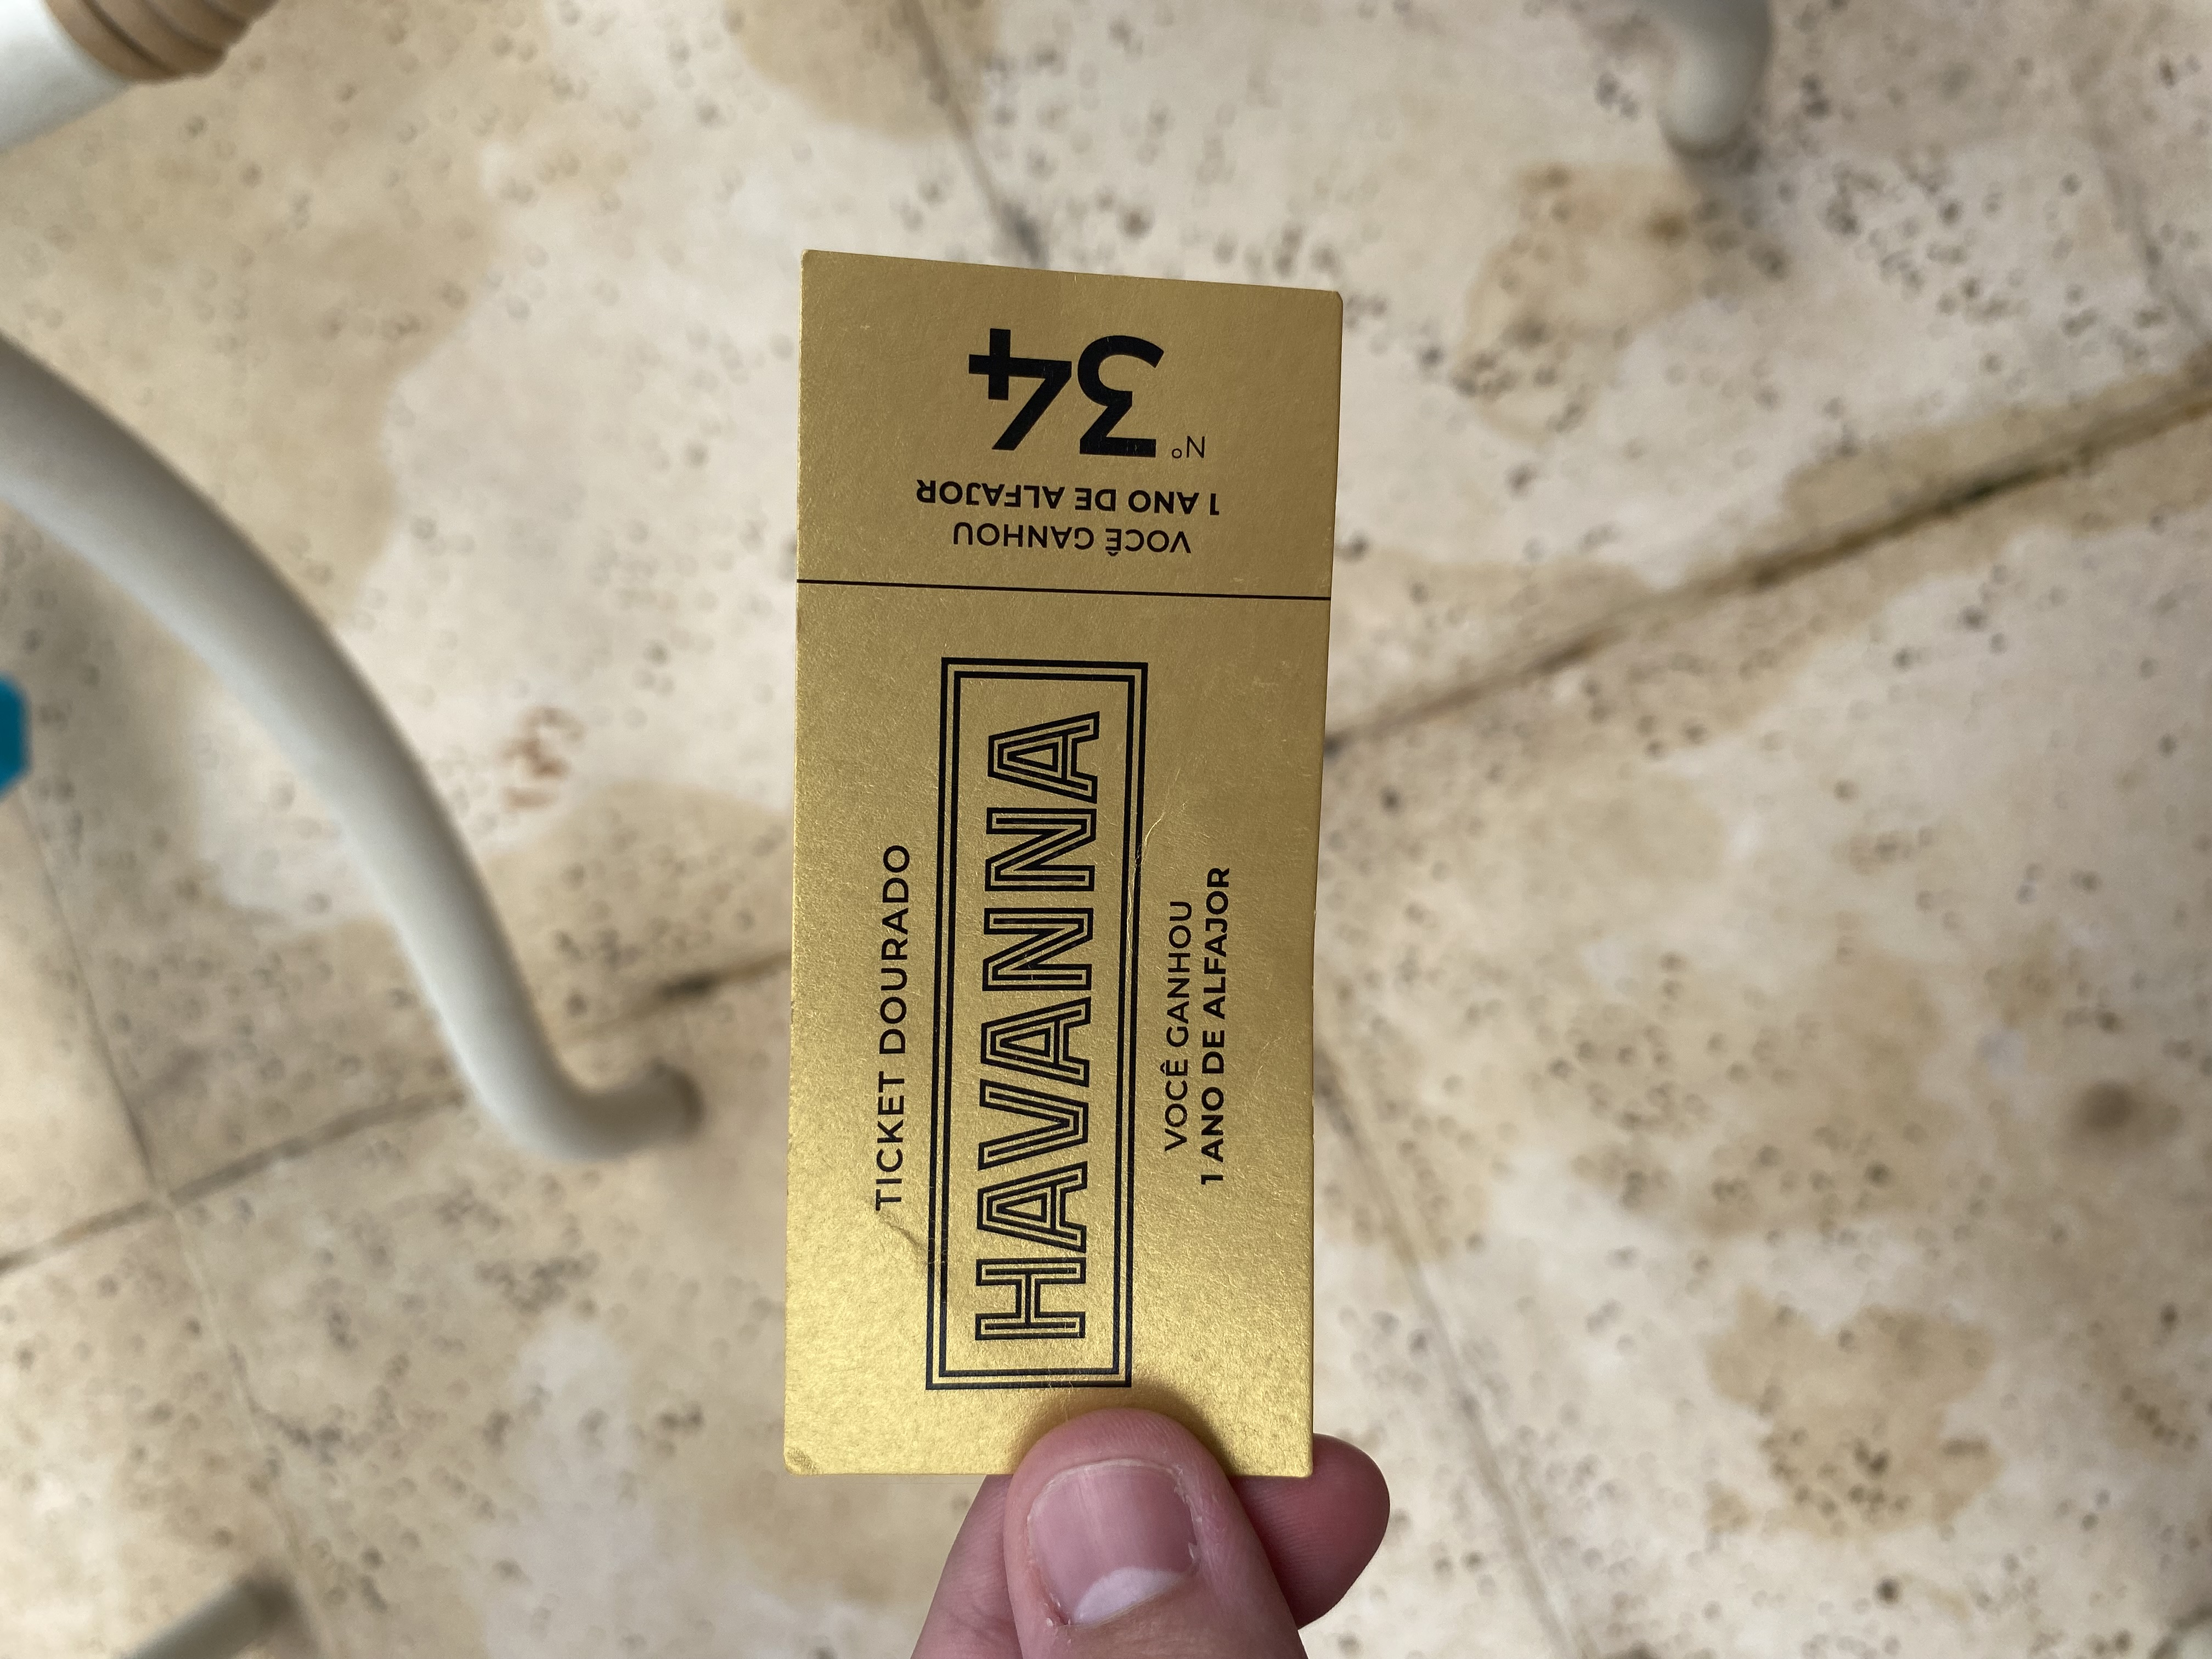 TICKET DOURADO
HAVANNA
VOCÊ GANHOU
1 ANO DE ALFAJOR
VOCÊ GANHOU
1 ANO DE ALFAJOR
Nº 34